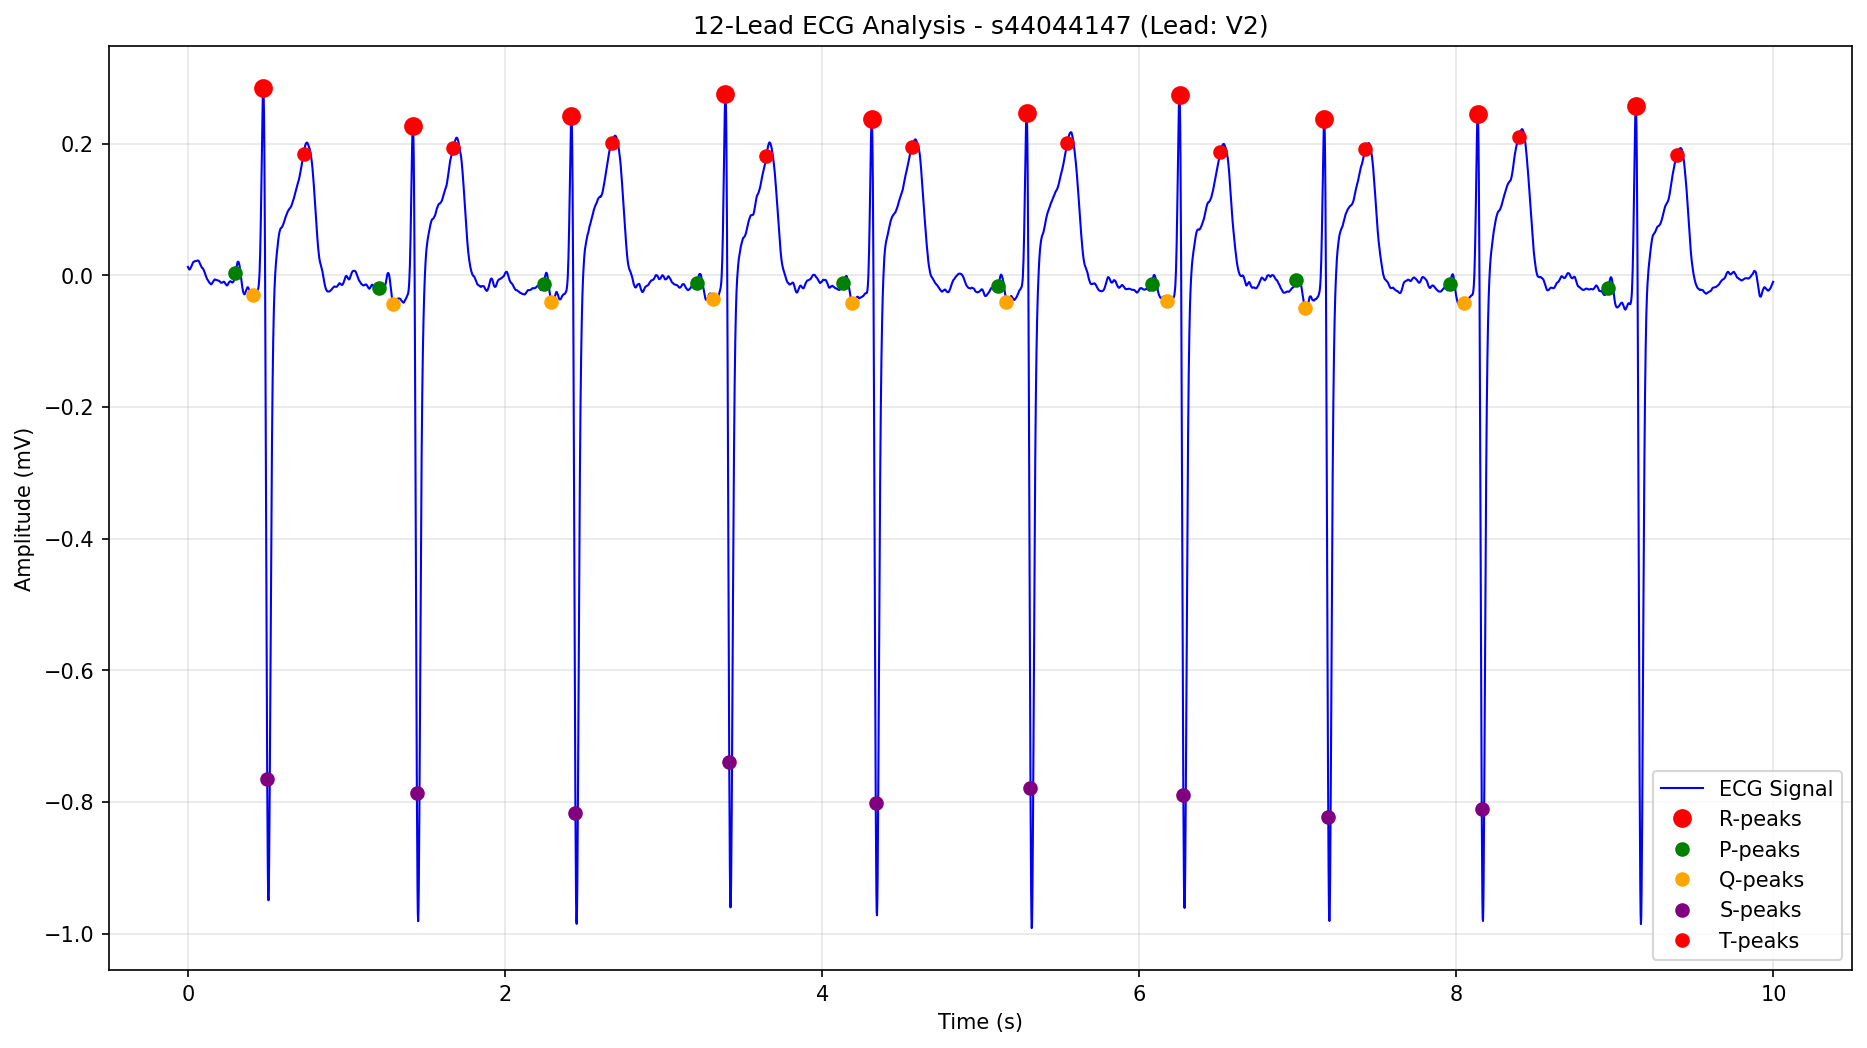 12-Lead ECG Analysis - s44044147 (Lead: V2)
Amplitude (mV)
0.2
0.0
−0.2
−0.4
−0.6
−0.8
−1.0
ECG Signal
R-peaks
P-peaks
Q-peaks
S-peaks
T-peaks
0 2 4 6 8 10
Time (s)